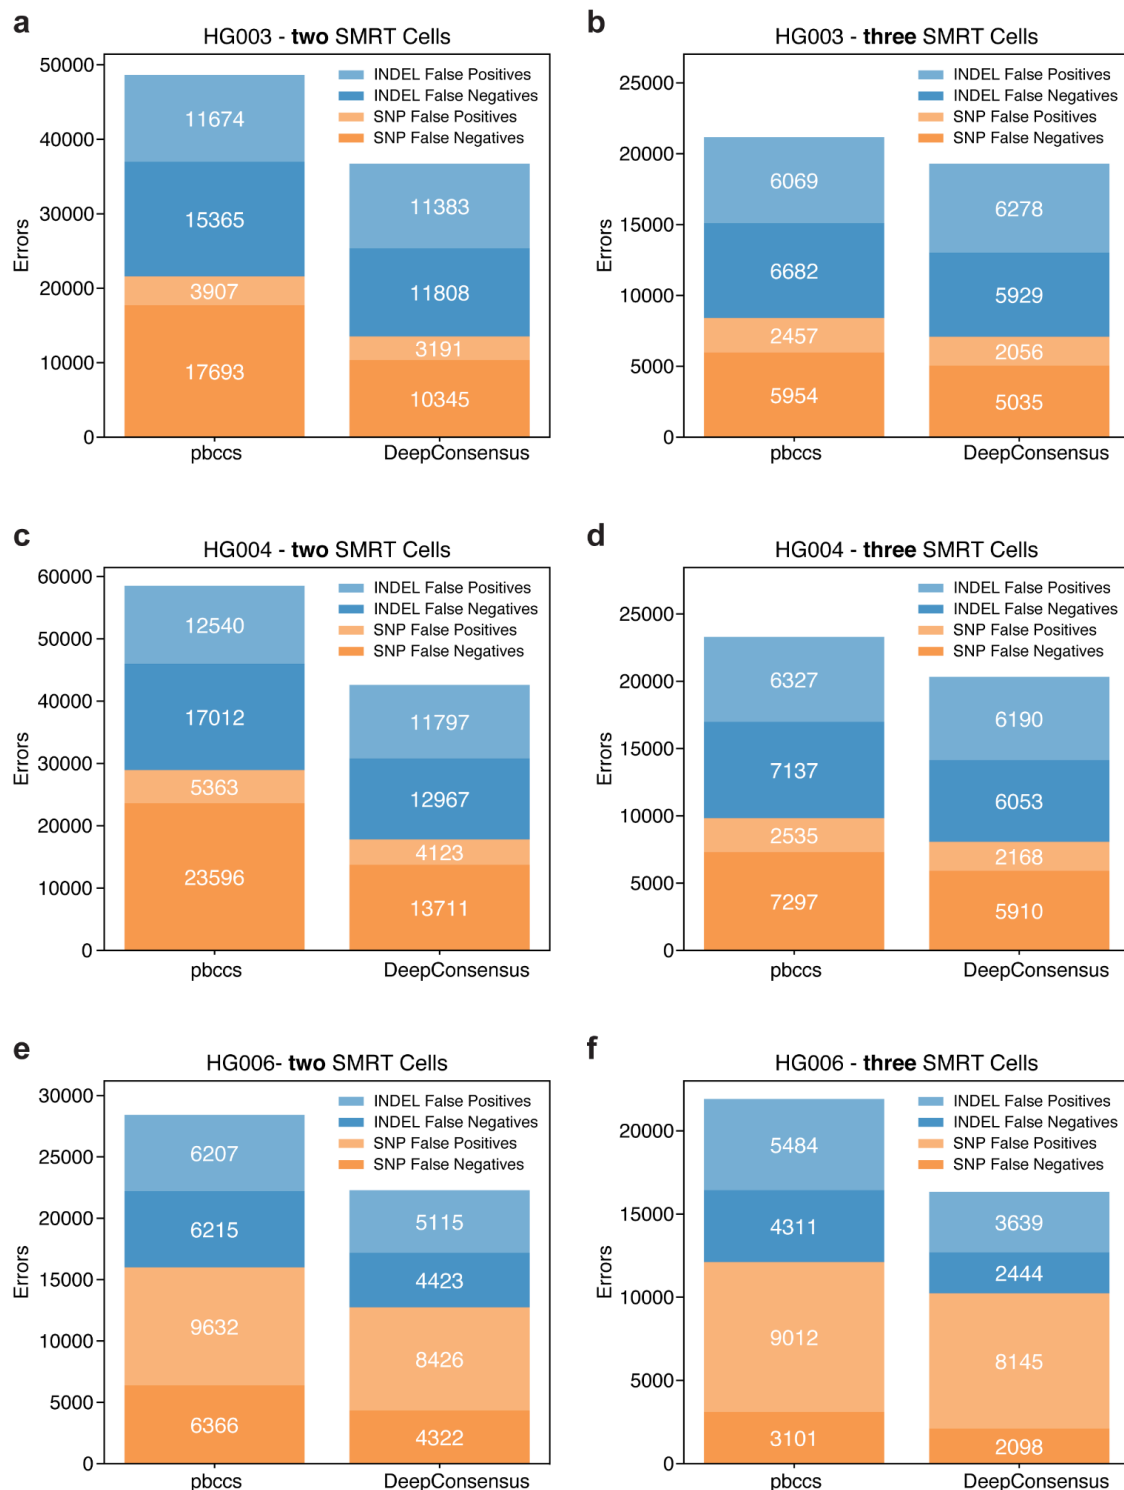 a
HG003 - two SMRT Cells
INDEL False Positives
INDEL False Negatives
SNP False Positives
SNP False Negatives
Errors
50000
40000
30000
20000
10000
0
11674
15365
3907
17693
11383
11808
3191
10345
pbccs
DeepConsensus
b
HG003 - three SMRT Cells
INDEL False Positives
INDEL False Negatives
SNP False Positives
SNP False Negatives
Errors
25000
20000
15000
10000
5000
0
6069
6682
2457
5954
6278
5929
2056
5035
pbccs
DeepConsensus
c
HG004 - two SMRT Cells
INDEL False Positives
INDEL False Negatives
SNP False Positives
SNP False Negatives
Errors
60000
50000
40000
30000
20000
10000
0
12540
17012
5363
23596
11797
12967
4123
13711
pbccs
DeepConsensus
d
HG004 - three SMRT Cells
INDEL False Positives
INDEL False Negatives
SNP False Positives
SNP False Negatives
Errors
25000
20000
15000
10000
5000
0
6327
7137
2535
7297
6190
6053
2168
5910
pbccs
DeepConsensus
e
HG006- two SMRT Cells
INDEL False Positives
INDEL False Negatives
SNP False Positives
SNP False Negatives
Errors
30000
25000
20000
15000
10000
5000
0
6207
6215
9632
6366
5115
4423
8426
4322
pbccs
DeepConsensus
f
HG006 - three SMRT Cells
INDEL False Positives
INDEL False Negatives
SNP False Positives
SNP False Negatives
Errors
20000
15000
10000
5000
0
5484
4311
9012
3101
3639
2444
8145
2098
pbccs
DeepConsensus